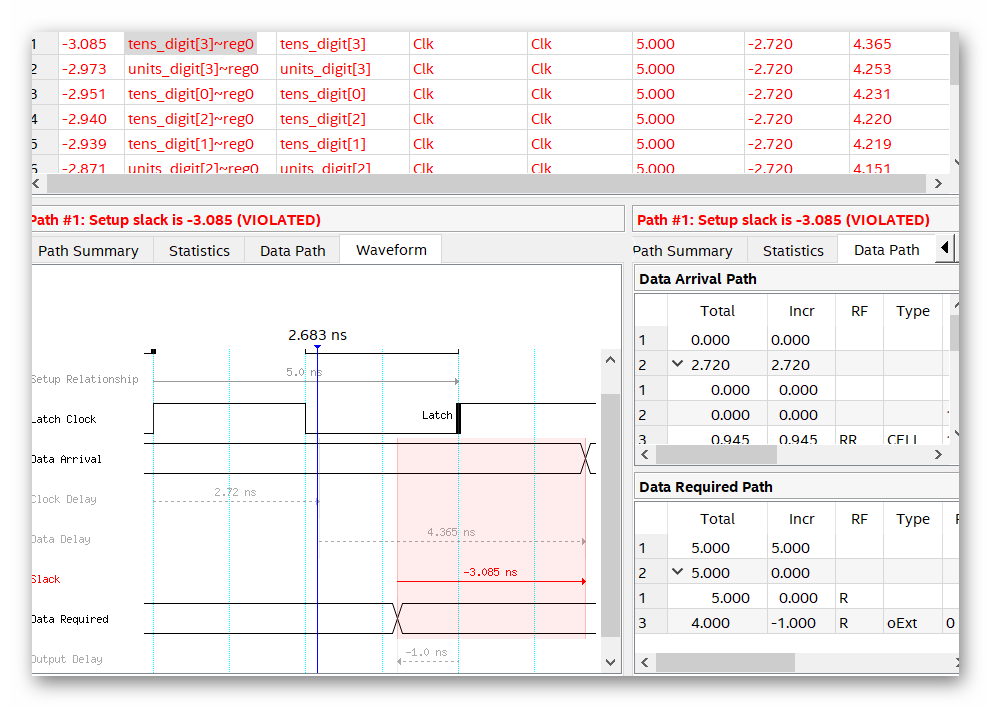 1 -3.085 tens_digit[3]~reg0 tens_digit[3] Clk Clk 5.000 -2.720 4.365
2 -2.973 units_digit[3]~reg0 units_digit[3] Clk Clk 5.000 -2.720 4.253
3 -2.951 tens_digit[0]~reg0 tens_digit[0] Clk Clk 5.000 -2.720 4.231
4 -2.940 tens_digit[2]~reg0 tens_digit[2] Clk Clk 5.000 -2.720 4.220
5 -2.939 tens_digit[1]~reg0 tens_digit[1] Clk Clk 5.000 -2.720 4.219
6 -2.871 units_digit[2]~reg0 units_digit[2] Clk Clk 5.000 -2.720 4.151
Path #1: Setup slack is -3.085 (VIOLATED)
Path Summary Statistics Data Path Waveform
2.683 ns
Setup Relationship 5.0 ns
Latch Clock Latch
Data Arrival
Clock Delay 2.72 ns
Data Delay 4.365 ns
Slack -3.085 ns
Data Required
Output Delay -1.0 ns
Path #1: Setup slack is -3.085 (VIOLATED)
Path Summary Statistics Data Path
Data Arrival Path
Total Incr RF Type
1 0.000 0.000
2 2.720 2.720
1 0.000 0.000
2 0.000 0.000
3 0.945 0.945 RR CELL
Data Required Path
Total Incr RF Type
1 5.000 5.000
2 5.000 0.000
1 5.000 0.000 R
3 4.000 -1.000 R oExt 0